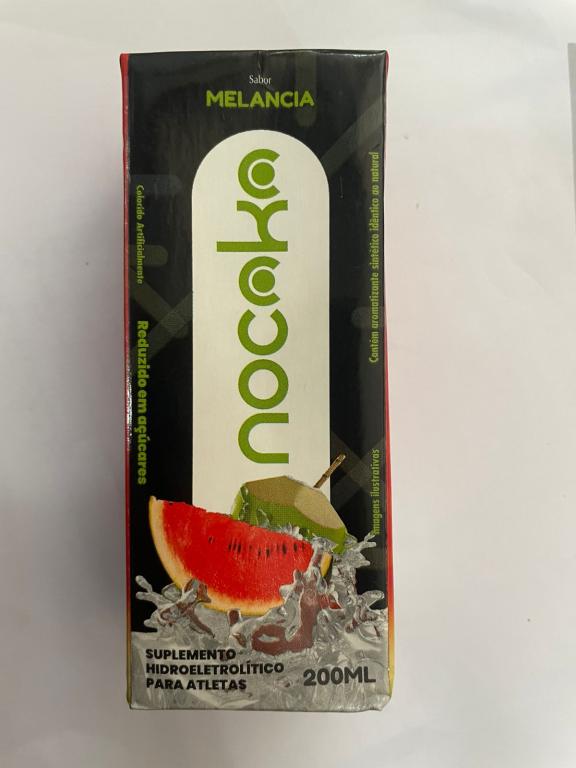 Sabor
MELANCIA
nocaka
Colorido Artificialmente
Reduzido em açúcares
Contém aromatizante sintético idêntico ao natural
Imagens ilustrativas
SUPLEMENTO
HIDROELETROLÍTICO
PARA ATLETAS
200ML